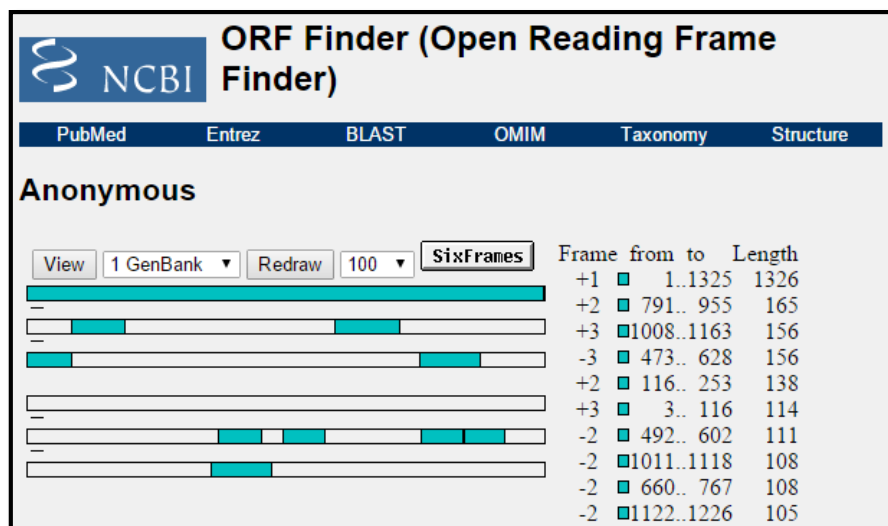 NCBI
ORF Finder (Open Reading Frame
Finder)
PubMed Entrez BLAST OMIM Taxonomy Structure
Anonymous
View 1 GenBank ▼ Redraw 100 ▼ SixFrames
Frame from to Length
+1 1..1325 1326
+2 791.. 955 165
+3 1008..1163 156
-3 473.. 628 156
+2 116.. 253 138
+3 3.. 116 114
-2 492.. 602 111
-2 1011..1118 108
-2 660.. 767 108
-2 1122..1226 105